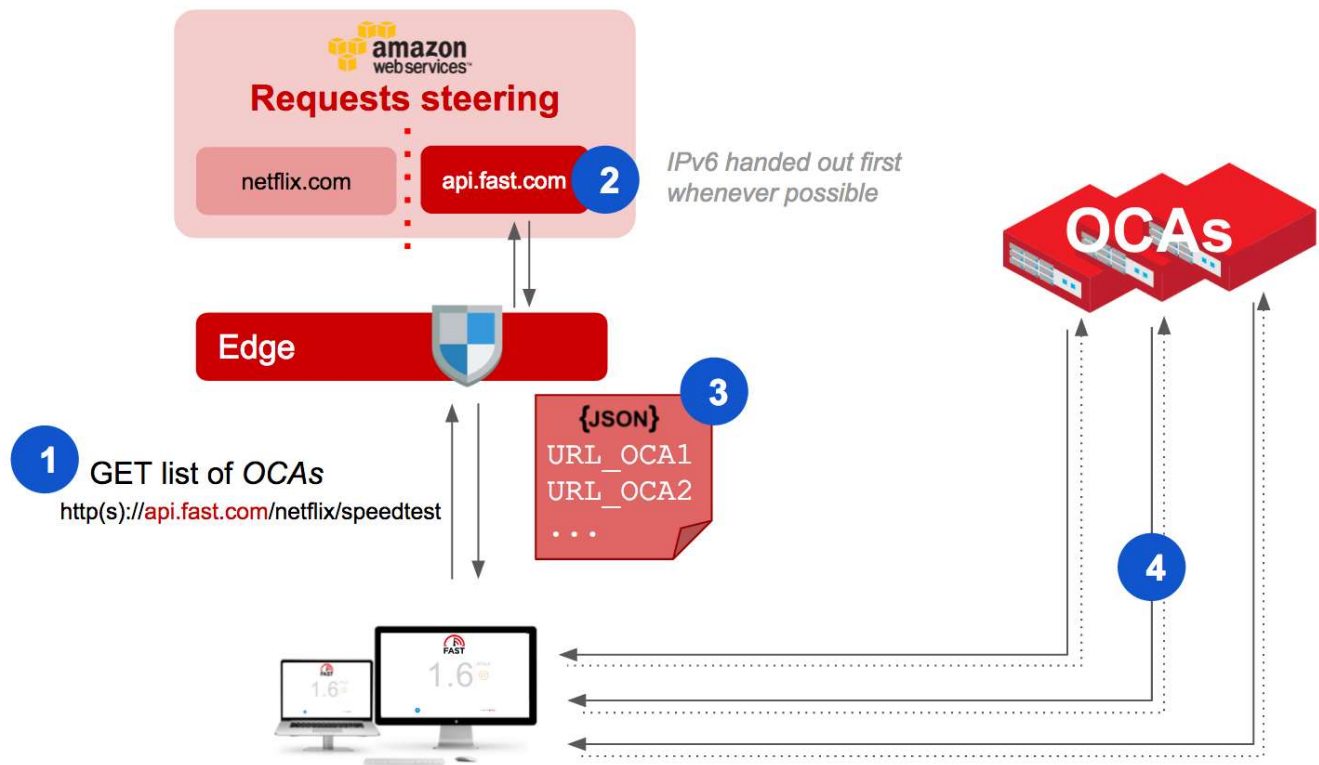 amazon
webservices™
Requests steering
netflix.com
api.fast.com
2
IPv6 handed out first
whenever possible
OCAs
Edge
3
{JSON}
URL_OCA1
URL_OCA2
...
1
GET list of OCAs
http(s)://api.fast.com/netflix/speedtest
4
FAST
1.6
FAST
1.6